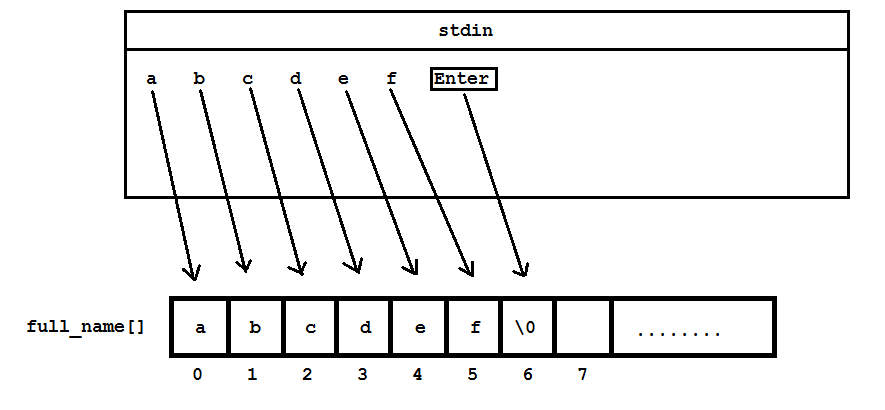 stdin
a b c d e f Enter
full_name[] a b c d e f \0 ........
0 1 2 3 4 5 6 7